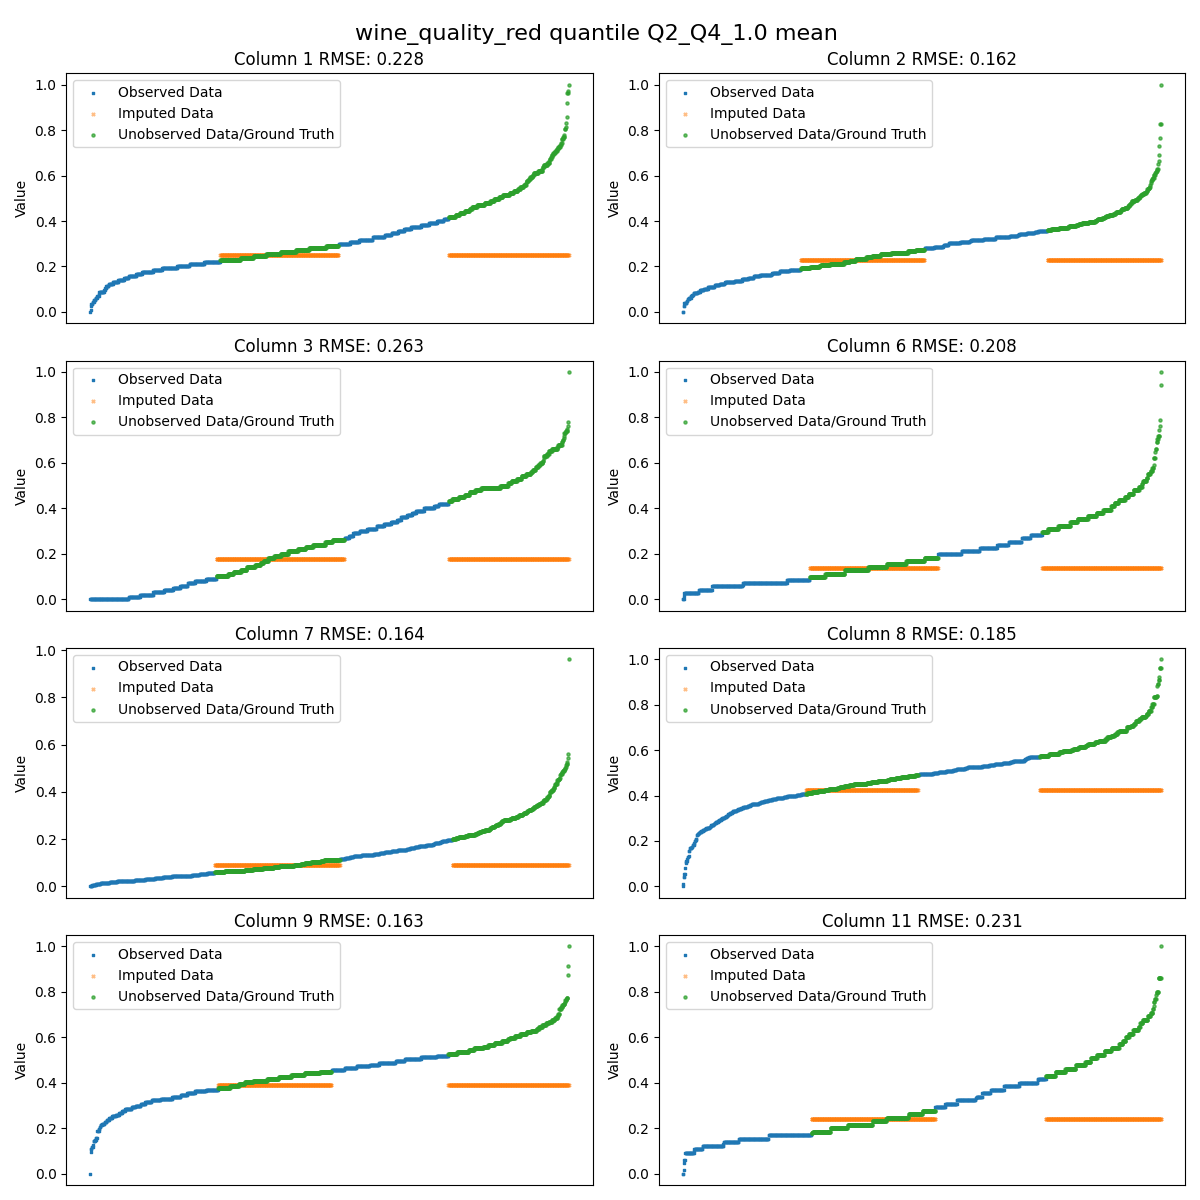 wine_quality_red quantile Q2_Q4_1.0 mean
Column 1 RMSE: 0.228
1.0
0.8
0.6
0.4
0.2
0.0
Value
Observed Data
Imputed Data
Unobserved Data/Ground Truth
Column 2 RMSE: 0.162
1.0
0.8
0.6
0.4
0.2
0.0
Value
Observed Data
Imputed Data
Unobserved Data/Ground Truth
Column 3 RMSE: 0.263
1.0
0.8
0.6
0.4
0.2
0.0
Value
Observed Data
Imputed Data
Unobserved Data/Ground Truth
Column 6 RMSE: 0.208
1.0
0.8
0.6
0.4
0.2
0.0
Value
Observed Data
Imputed Data
Unobserved Data/Ground Truth
Column 7 RMSE: 0.164
1.0
0.8
0.6
0.4
0.2
0.0
Value
Observed Data
Imputed Data
Unobserved Data/Ground Truth
Column 8 RMSE: 0.185
1.0
0.8
0.6
0.4
0.2
0.0
Value
Observed Data
Imputed Data
Unobserved Data/Ground Truth
Column 9 RMSE: 0.163
1.0
0.8
0.6
0.4
0.2
0.0
Value
Observed Data
Imputed Data
Unobserved Data/Ground Truth
Column 11 RMSE: 0.231
1.0
0.8
0.6
0.4
0.2
0.0
Value
Observed Data
Imputed Data
Unobserved Data/Ground Truth